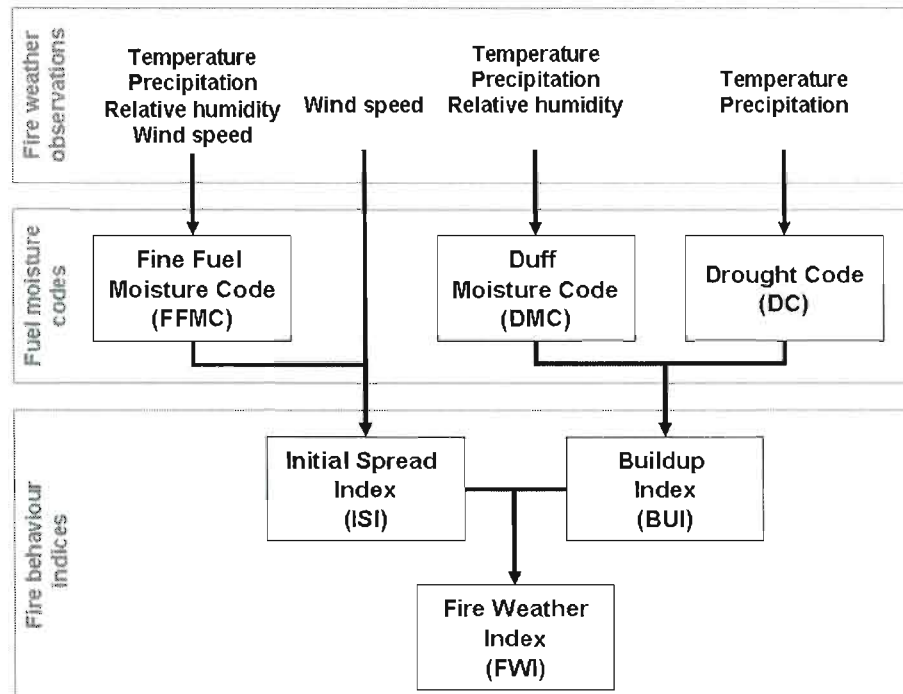 Fire weather
observations
Temperature
Precipitation
Relative humidity
Wind speed
Wind speed
Temperature
Precipitation
Relative humidity
Temperature
Precipitation
Fuel moisture
codes
Fine Fuel
Moisture Code
(FFMC)
Duff
Moisture Code
(DMC)
Drought Code
(DC)
Fire behaviour
indices
Initial Spread
Index
(ISI)
Buildup
Index
(BUI)
Fire Weather
Index
(FWI)